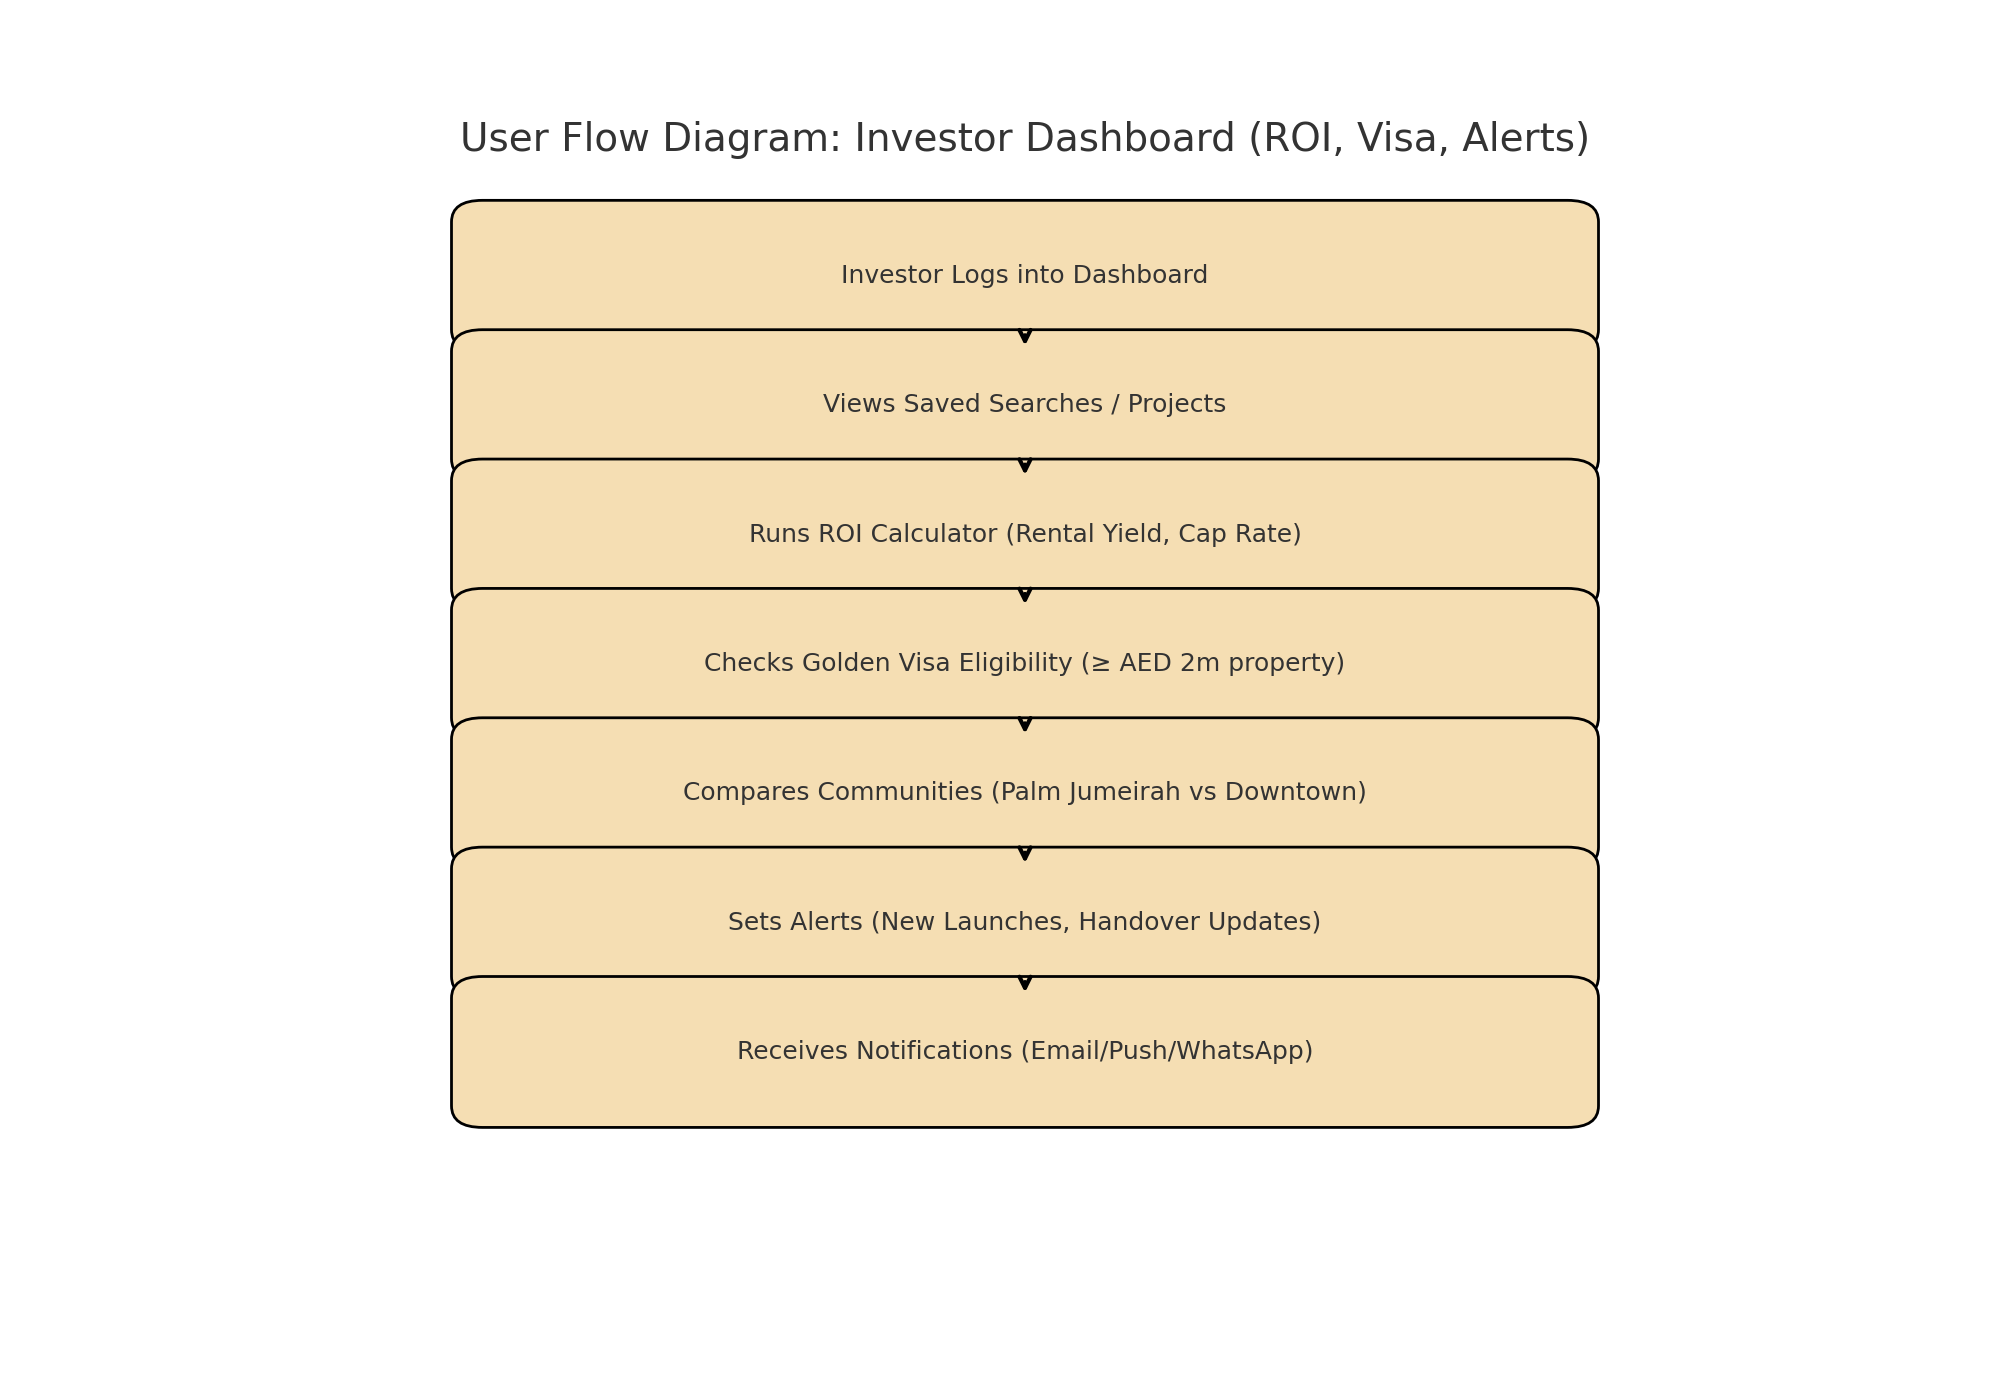 User Flow Diagram: Investor Dashboard (ROI, Visa, Alerts)
Investor Logs into Dashboard
Views Saved Searches / Projects
Runs ROI Calculator (Rental Yield, Cap Rate)
Checks Golden Visa Eligibility (≥ AED 2m property)
Compares Communities (Palm Jumeirah vs Downtown)
Sets Alerts (New Launches, Handover Updates)
Receives Notifications (Email/Push/WhatsApp)